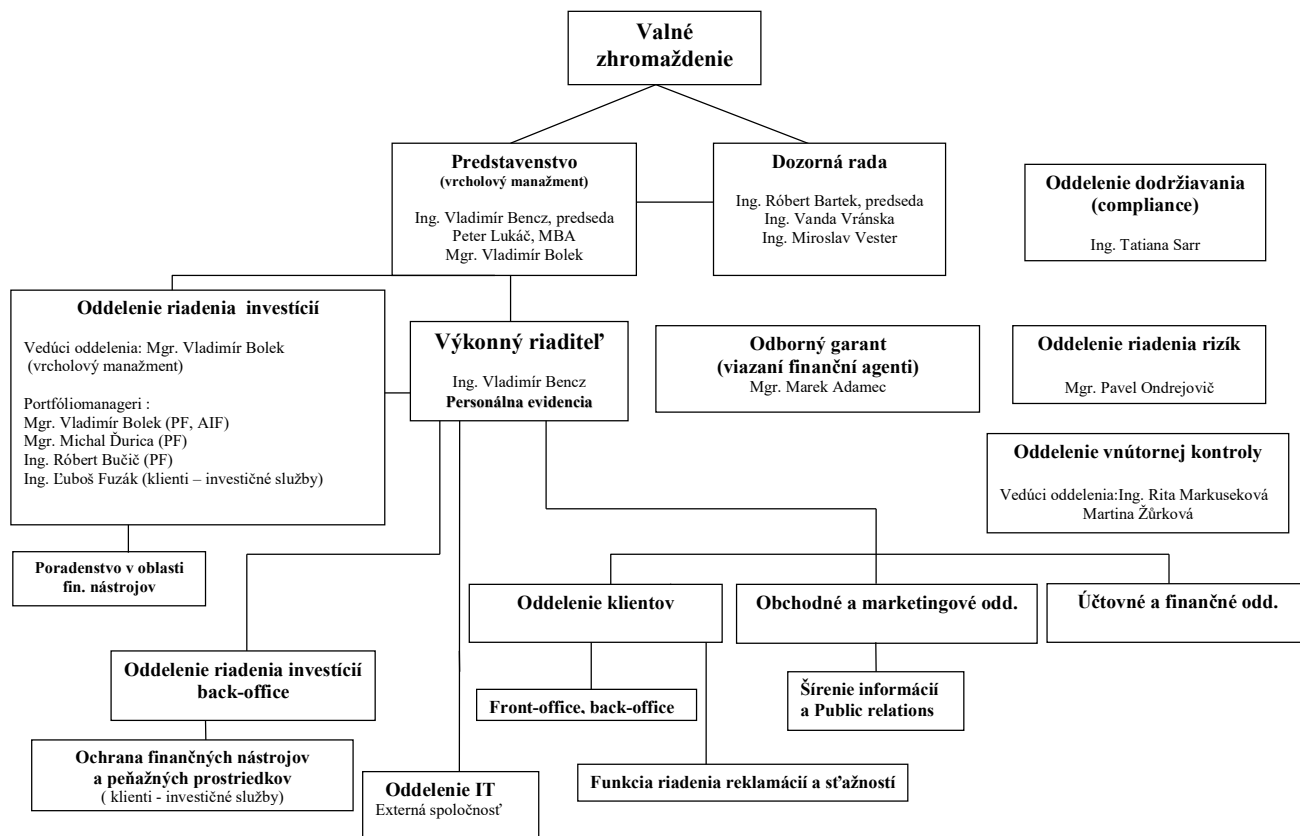 Valné
zhromaždenie
Predstavenstvo
(vrcholový manažment)
Ing. Vladimír Bencz, predseda
Peter Lukáč, MBA
Mgr. Vladimír Bolek
Dozorná rada
Ing. Róbert Bartek, predseda
Ing. Vanda Vránska
Ing. Miroslav Vester
Oddelenie dodržiavania
(compliance)
Ing. Tatiana Sarr
Oddelenie riadenia investícií
Vedúci oddelenia: Mgr. Vladimír Bolek
(vrcholový manažment)
Portfóliomanageri :
Mgr. Vladimír Bolek (PF, AIF)
Mgr. Michal Ďurica (PF)
Ing. Róbert Bučič (PF)
Ing. Ľuboš Fuzák (klienti – investičné služby)
Výkonný riaditeľ
Ing. Vladimír Bencz
Personálna evidencia
Odborný garant
(viazaní finanční agenti)
Mgr. Marek Adamec
Oddelenie riadenia rizík
Mgr. Pavel Ondrejovič
Oddelenie vnútornej kontroly
Vedúci oddelenia:Ing. Rita Markuseková
Martina Žůrková
Poradenstvo v oblasti
fin. nástrojov
Oddelenie klientov
Obchodné a marketingové odd.
Účtovné a finančné odd.
Oddelenie riadenia investícií
back-office
Front-office, back-office
Šírenie informácií
a Public relations
Ochrana finančných nástrojov
a peňažných prostriedkov
( klienti - investičné služby)
Oddelenie IT
Externá spoločnosť
Funkcia riadenia reklamácií a sťažností